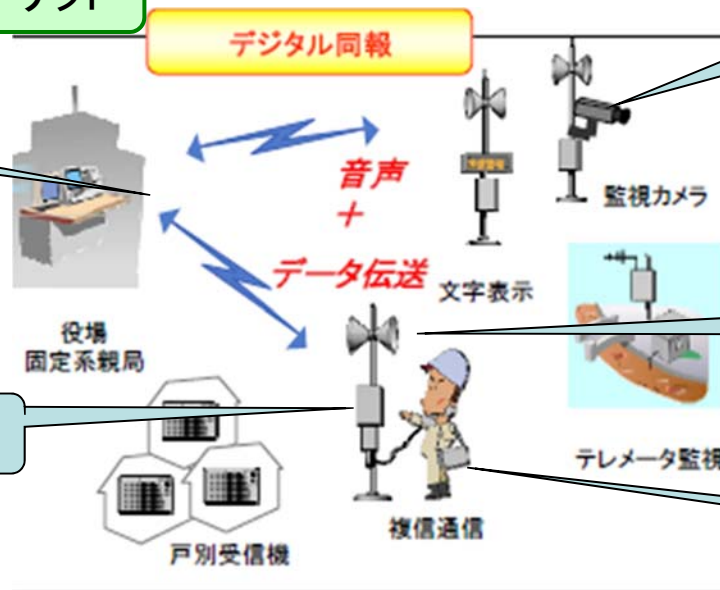 デジタル同報
音声
+
データ伝送
監視カメラ
文字表示
役場
固定系親局
テレメータ監視
複信通信
戸別受信機